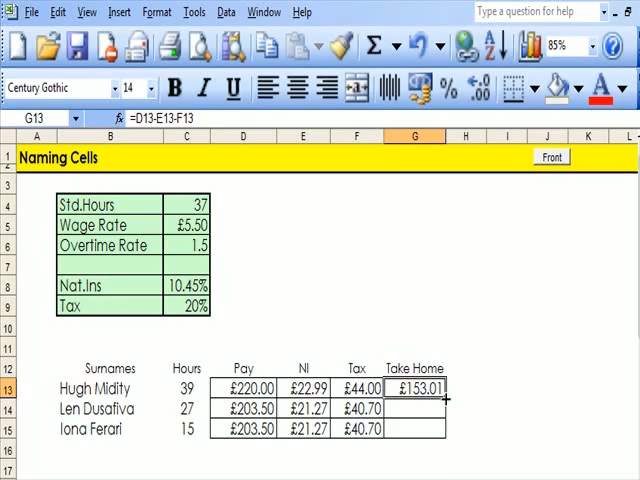 File Edit View Insert Format Tools Data Window Help Type a question for help
Σ 85%
Century Gothic 14 B I U % 
G13 fx =D13-E13-F13
A B C D E F G H I J K L
1 Naming Cells Front
2
3
4 Std.Hours 37
5 Wage Rate £5.50
6 Overtime Rate 1.5
7
8 Nat.Ins 10.45%
9 Tax 20%
10
11
12 Surnames Hours Pay NI Tax Take Home
13 Hugh Midity 39 £220.00 £22.99 £44.00 £153.01
14 Len Dusafiva 27 £203.50 £21.27 £40.70
15 Iona Ferari 15 £203.50 £21.27 £40.70
16
17